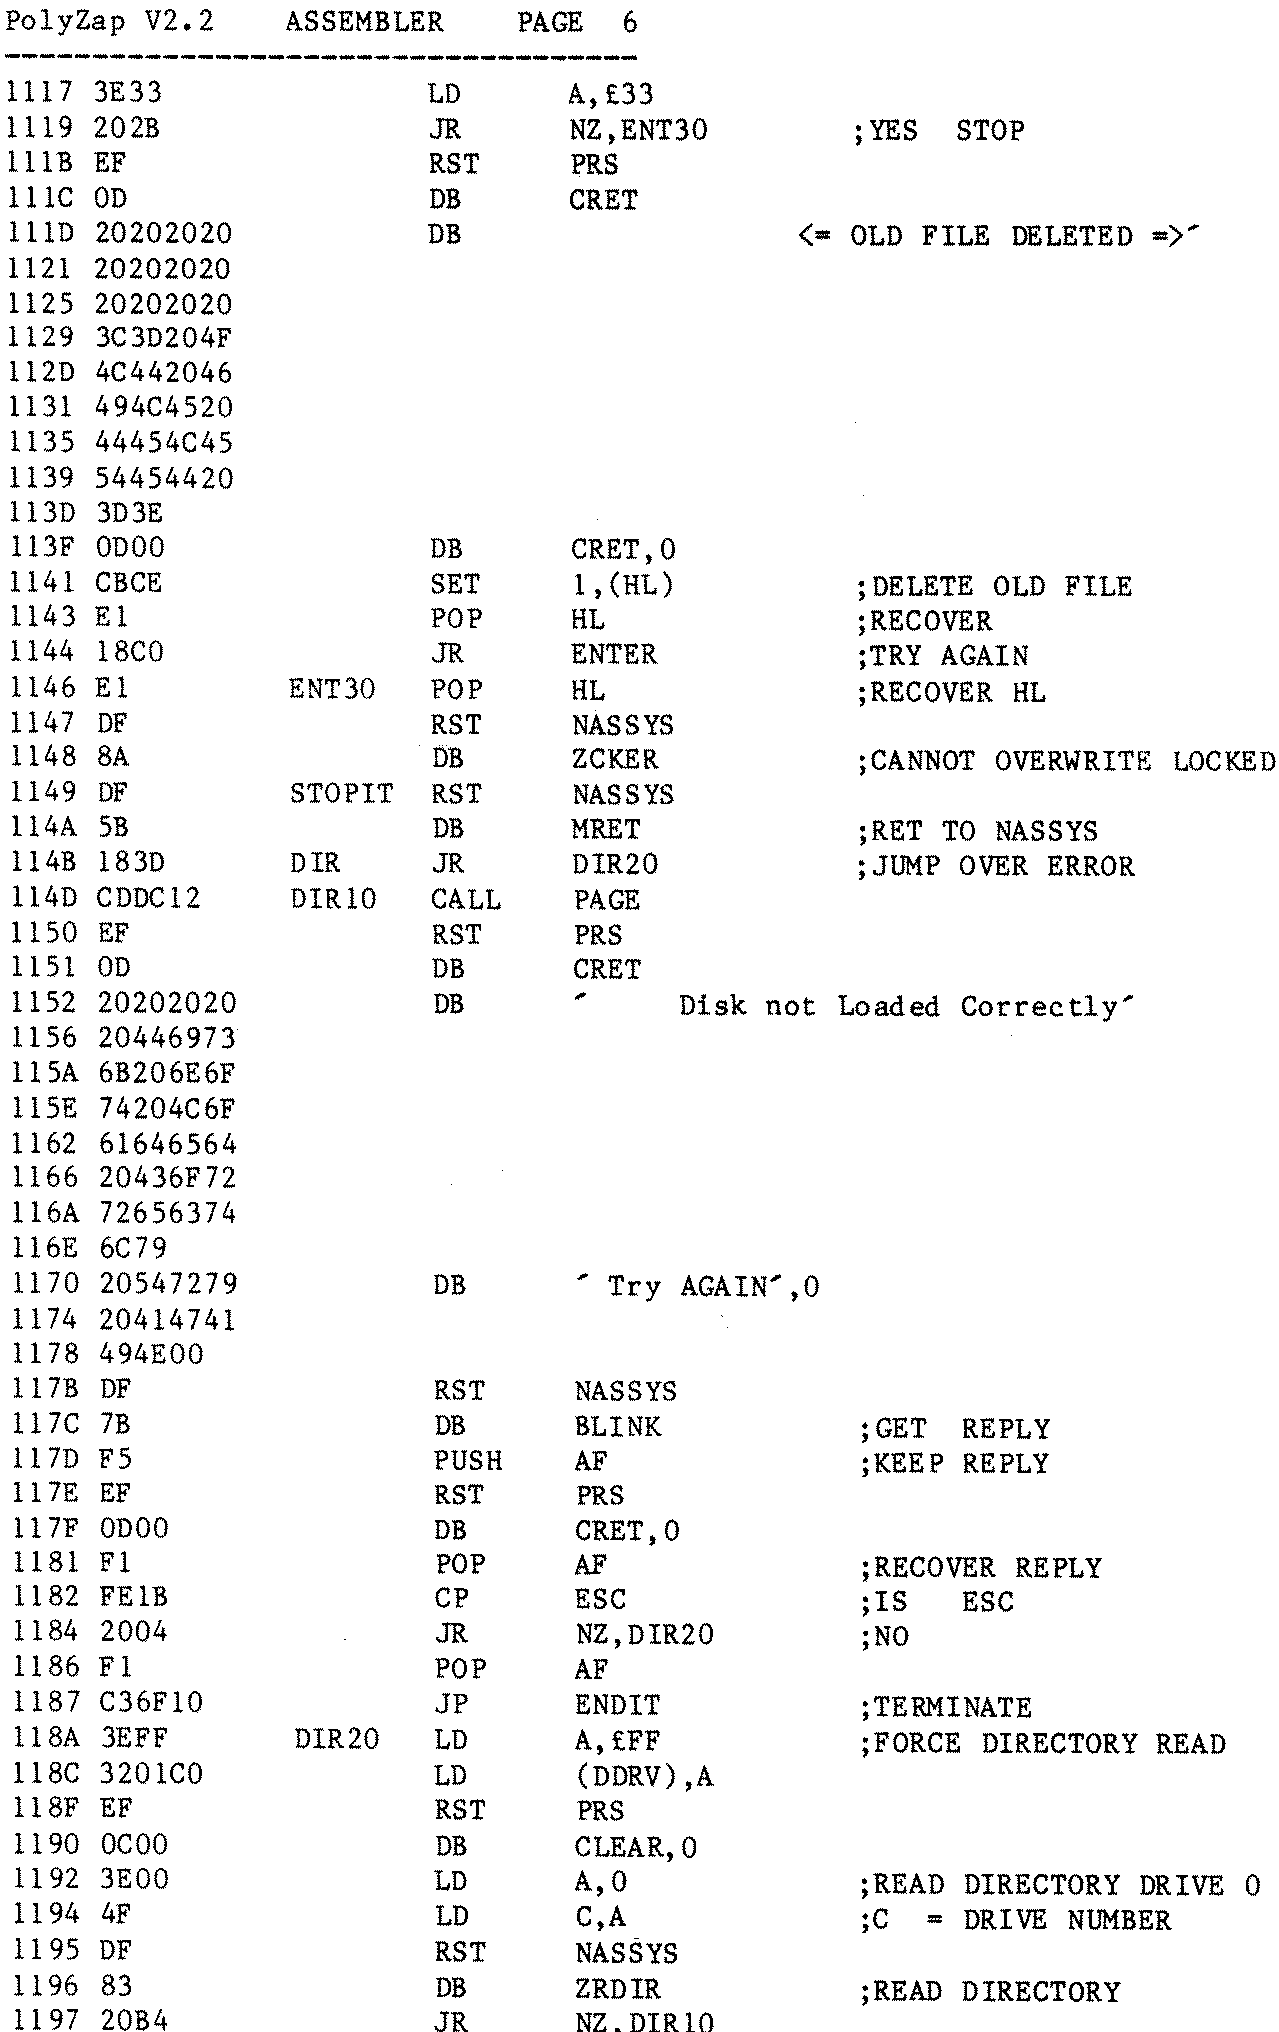 PolyZap V2.2    ASSEMBLER    PAGE  6
------------------------------------
1117 3E33            LD     A,£33
1119 202B            JR     NZ,ENT30        ;YES  STOP
111B EF              RST    PRS
111C 0D              DB     CRET
111D 20202020        DB                  <= OLD FILE DELETED =>´
1121 20202020
1125 20202020
1129 3C3D204F
112D 4C442046
1131 494C4520
1135 44454C45
1139 54454420
113D 3D3E
113F 0D00            DB     CRET,0
1141 CBCE            SET    1,(HL)          ;DELETE OLD FILE
1143 E1              POP    HL              ;RECOVER
1144 18C0            JR     ENTER           ;TRY AGAIN
1146 E1      ENT30   POP    HL              ;RECOVER HL
1147 DF              RST    NASSYS
1148 8A              DB     ZCKER           ;CANNOT OVERWRITE LOCKED
1149 DF      STOPIT  RST    NASSYS
114A 5B              DB     MRET            ;RET TO NASSYS
114B 183D    DIR     JR     DIR20           ;JUMP OVER ERROR
114D CDDC12  DIR10   CALL   PAGE
1150 EF              RST    PRS
1151 0D              DB     CRET
1152 20202020        DB     ´     Disk not Loaded Correctly´
1156 20446973
115A 6B206E6F
115E 74204C6F
1162 61646564
1166 20436F72
116A 72656374
116E 6C79
1170 20547279        DB     ´ Try AGAIN´,0
1174 20414741
1178 494E00
117B DF              RST    NASSYS
117C 7B              DB     BLINK           ;GET  REPLY
117D F5              PUSH   AF              ;KEEP REPLY
117E EF              RST    PRS
117F 0D00            DB     CRET,0
1181 F1              POP    AF              ;RECOVER REPLY
1182 FE1B            CP     ESC             ;IS   ESC
1184 2004            JR     NZ,DIR20        ;NO
1186 F1              POP    AF
1187 C36F10          JP     ENDIT           ;TERMINATE
118A 3EFF    DIR20   LD     A,£FF           ;FORCE DIRECTORY READ
118C 3201C0          LD     (DDRV),A
118F EF              RST    PRS
1190 0C00            DB     CLEAR,0
1192 3E00            LD     A,0             ;READ DIRECTORY DRIVE 0
1194 4F              LD     C,A             ;C  = DRIVE NUMBER
1195 DF              RST    NASSYS
1196 83              DB     ZRDIR           ;READ DIRECTORY
1197 20B4            JR     NZ,DIR10